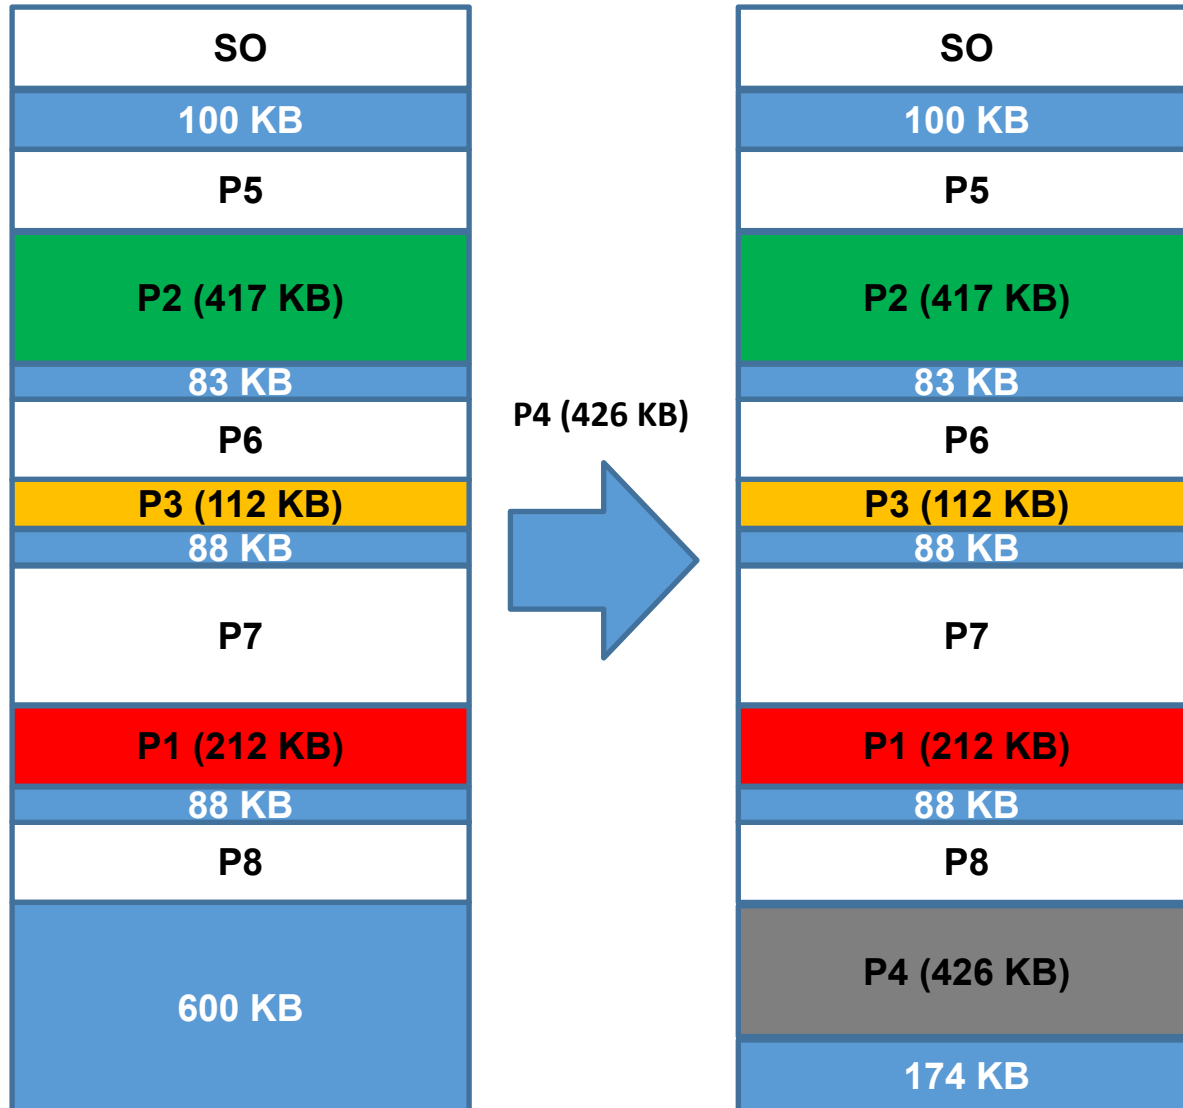 SO
100 KB
P5
P2 (417 KB)
83 KB
P6
P3 (112 KB)
88 KB
P7
P1 (212 KB)
88 KB
P8
600 KB
P4 (426 KB)
SO
100 KB
P5
P2 (417 KB)
83 KB
P6
P3 (112 KB)
88 KB
P7
P1 (212 KB)
88 KB
P8
P4 (426 KB)
174 KB